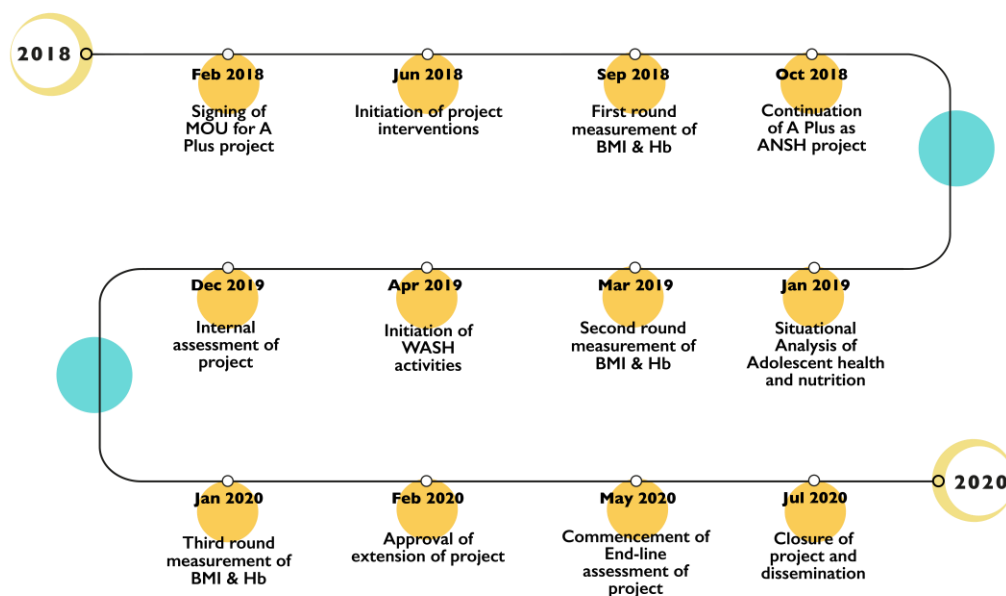 2018
Feb 2018
Signing of
MOU for A
Plus project
Jun 2018
Initiation of project
interventions
Sep 2018
First round
measurement of
BMI & Hb
Oct 2018
Continuation
of A Plus as
ANSH project
Dec 2019
Internal
assessment of
project
Apr 2019
Initiation of
WASH
activities
Mar 2019
Second round
measurement of
BMI & Hb
Jan 2019
Situational
Analysis of
Adolescent health
and nutrition
Jan 2020
Third round
measurement of
BMI & Hb
Feb 2020
Approval of
extension of project
May 2020
Commencement of
End-line
assessment of
project
Jul 2020
Closure of
project and
dissemination
2020